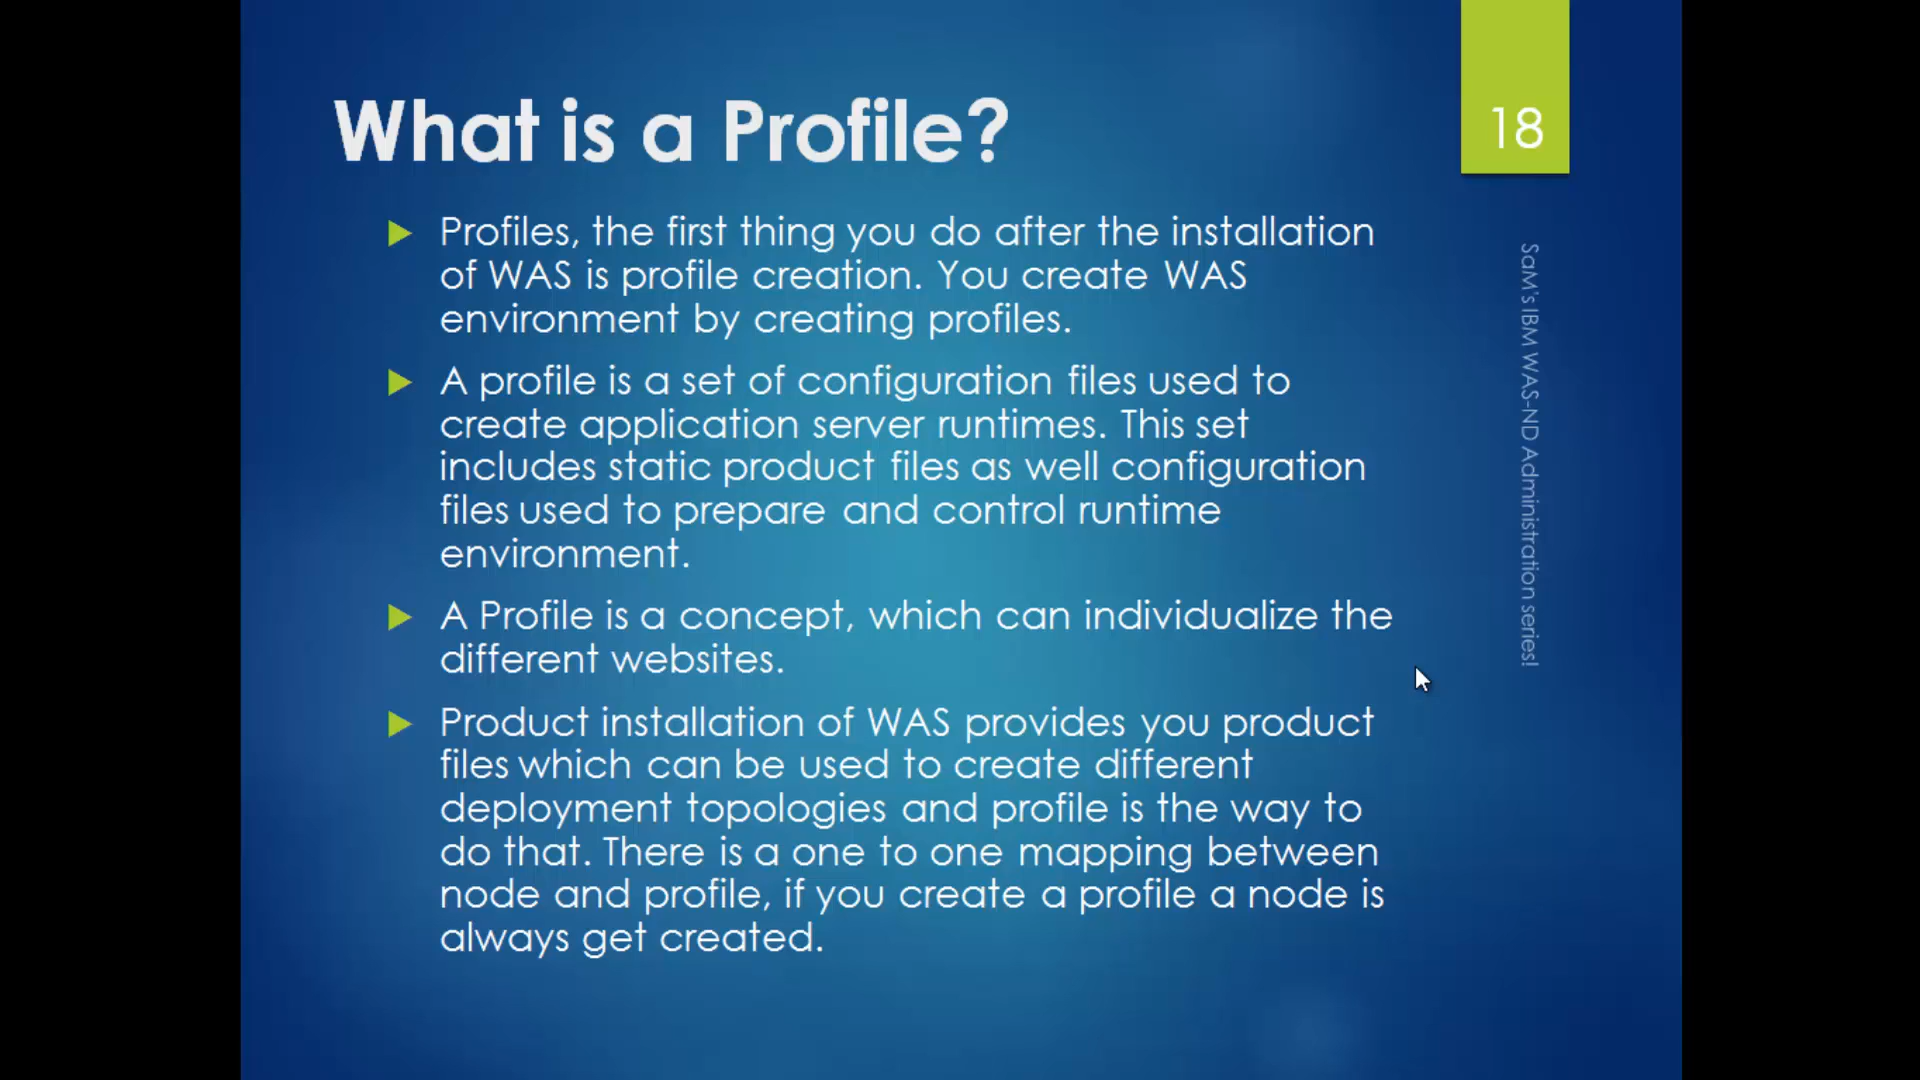 What is a Profile?
18
Profiles, the first thing you do after the installation
of WAS is profile creation. You create WAS
environment by creating profiles.
A profile is a set of configuration files used to
create application server runtimes. This set
includes static product files as well configuration
files used to prepare and control runtime
environment.
A Profile is a concept, which can individualize the
different websites.
Product installation of WAS provides you product
files which can be used to create different
deployment topologies and profile is the way to
do that. There is a one to one mapping between
node and profile, if you create a profile a node is
always get created.
SaM's IBM WAS-ND Administration series!